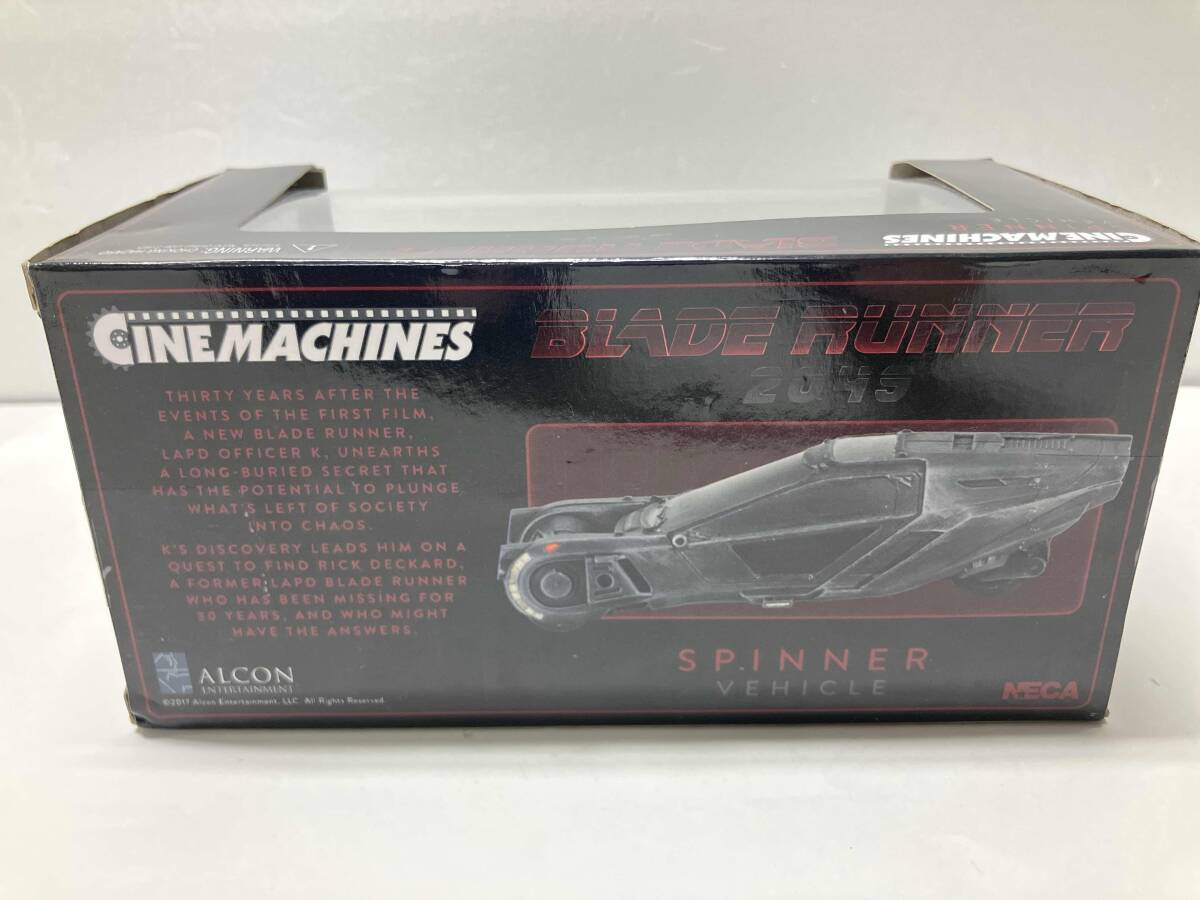 WARNING:
VEHICLE
CINEMACHINES
CINEMACHINES
BLADE RUNNER
2049
THIRTY YEARS AFTER THE
EVENTS OF THE FIRST FILM,
A NEW BLADE RUNNER,
LAPD OFFICER K, UNEARTHS
A LONG-BURIED SECRET THAT
HAS THE POTENTIAL TO PLUNGE
WHAT'S LEFT OF SOCIETY
INTO CHAOS.
K'S DISCOVERY LEADS HIM ON A
QUEST TO FIND RICK DECKARD,
A FORMER LAPD BLADE RUNNER
WHO HAS BEEN MISSING FOR
30 YEARS, AND WHO MIGHT
HAVE THE ANSWERS.
ALCON
ENTERTAINMENT
©2017 Alcon Entertainment, LLC. All Rights Reserved.
SPINNER
VEHICLE
NECA